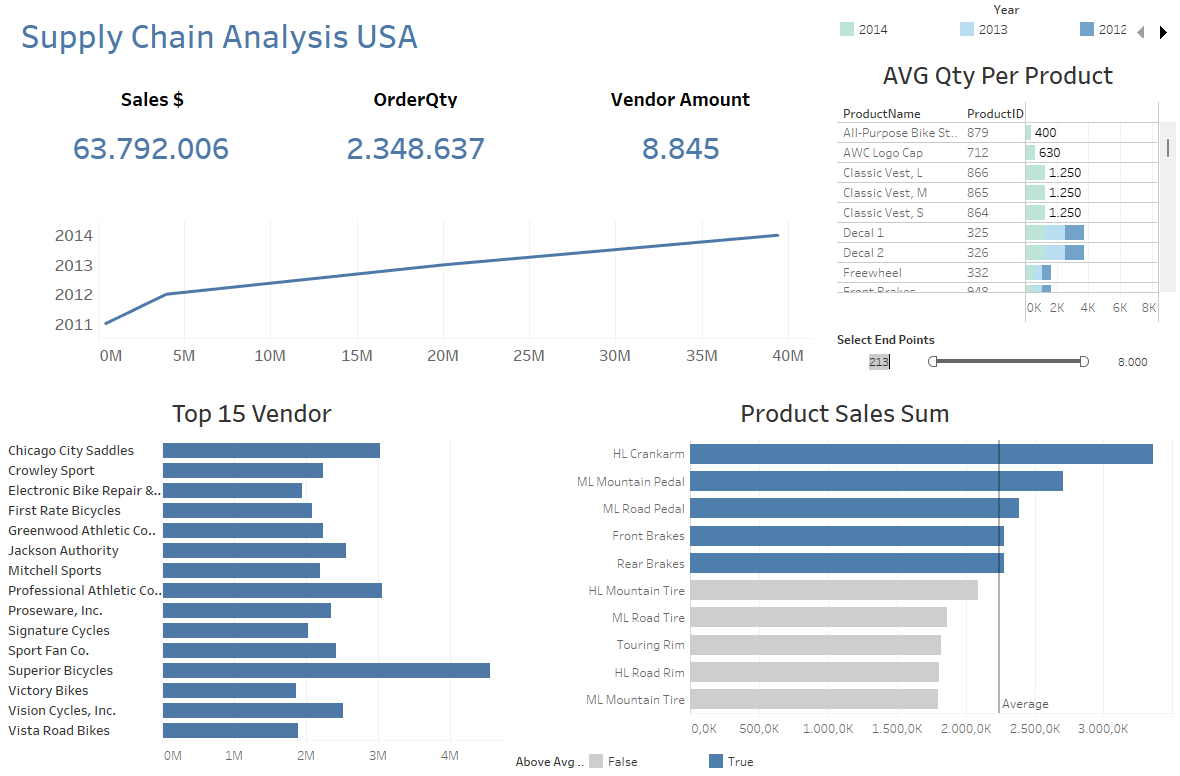 Supply Chain Analysis USA
Year
2014 2013 2012
Sales $ OrderQty Vendor Amount
63.792.006 2.348.637 8.845
2014
2013
2012
2011
0M 5M 10M 15M 20M 25M 30M 35M 40M
AVG Qty Per Product
ProductName ProductID
All-Purpose Bike St.. 879 400
AWC Logo Cap 712 630
Classic Vest, L 866 1.250
Classic Vest, M 865 1.250
Classic Vest, S 864 1.250
Decal 1 325
Decal 2 326
Freewheel 332
Front Brakes 948
0K 2K 4K 6K 8K
Select End Points
213 8.000
Top 15 Vendor
Chicago City Saddles
Crowley Sport
Electronic Bike Repair &..
First Rate Bicycles
Greenwood Athletic Co..
Jackson Authority
Mitchell Sports
Professional Athletic Co..
Proseware, Inc.
Signature Cycles
Sport Fan Co.
Superior Bicycles
Victory Bikes
Vision Cycles, Inc.
Vista Road Bikes
0M 1M 2M 3M 4M
Product Sales Sum
HL Crankarm
ML Mountain Pedal
ML Road Pedal
Front Brakes
Rear Brakes
HL Mountain Tire
ML Road Tire
Touring Rim
HL Road Rim
ML Mountain Tire
Average
0,0K 500,0K 1.000,0K 1.500,0K 2.000,0K 2.500,0K 3.000,0K
Above Avg .. False True